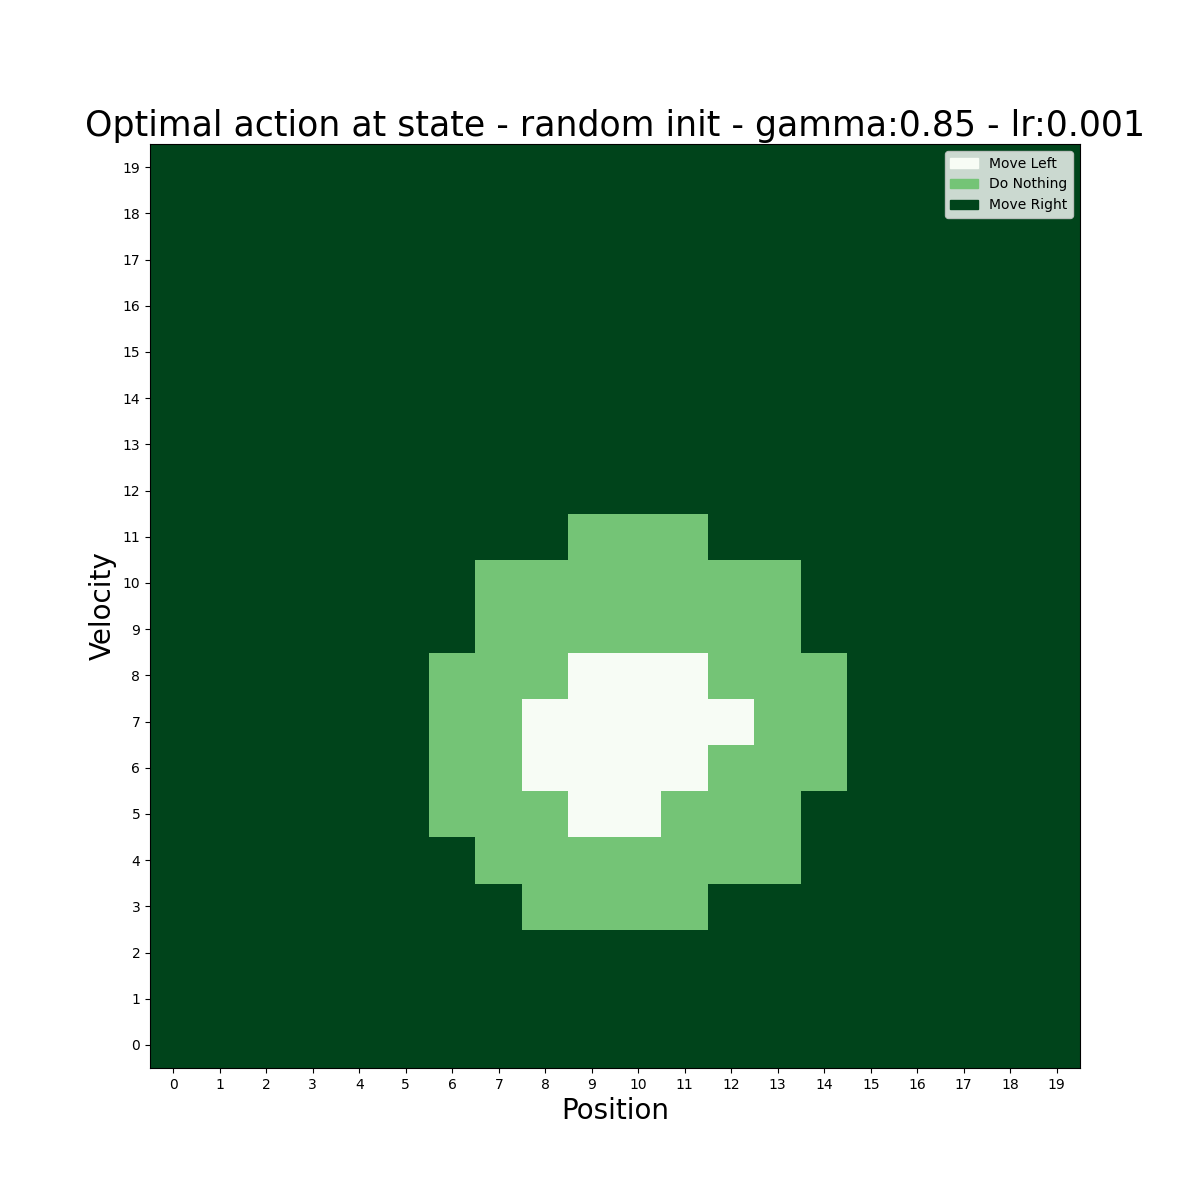 Optimal action at state - random init - gamma:0.85 - lr:0.001
Move Left
Do Nothing
Move Right
19
18
17
16
15
14
13
12
11
10
9
8
7
6
5
4
3
2
1
0
Velocity
0 1 2 3 4 5 6 7 8 9 10 11 12 13 14 15 16 17 18 19
Position